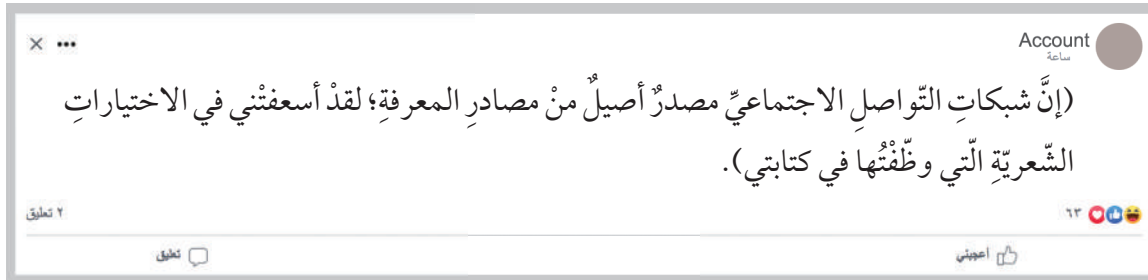 Account
ساعة
(إنَّ شبكاتِ التّواصلِ الاجتماعيِّ مصدرٌ أصيلٌ منْ مصادرِ المعرفةِ؛ لقدْ أسعفتْني في الاختياراتِ
الشّعريّةِ الّتي وظّفْتُها في كتابتي).
٦٣
٢ تعليق
أعجبني
تعليق